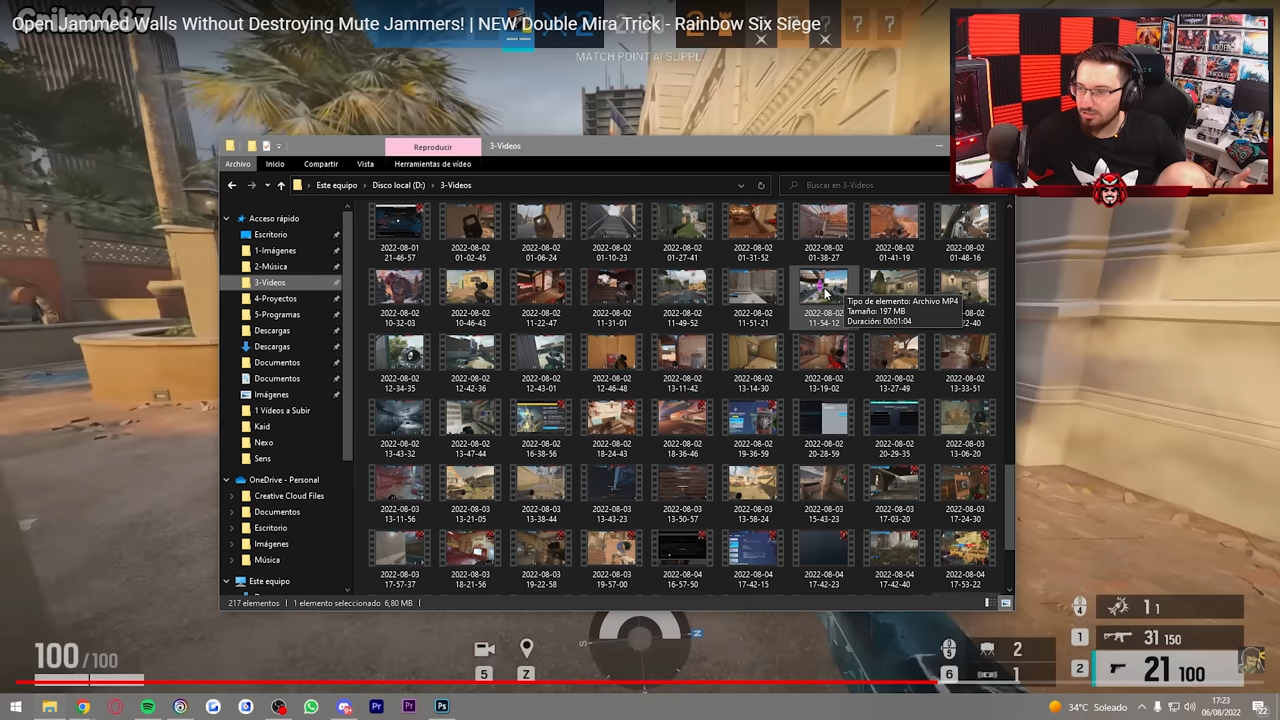 Open Jammed Walls Without Destroying Mute Jammers! | NEW Double Mira Trick - Rainbow Six Siege
MATCH POINT AI SUPPL
Reproducir
3-Videos
Archivo
Inicio
Compartir
Vista
Herramientas de vídeo
Este equipo > Disco local (D:) > 3-Videos
Buscar en 3-Videos
Acceso rápido
Escritorio
1-Imágenes
2-Música
3-Videos
4-Proyectos
5-Programas
Descargas
Descargas
Documentos
Documentos
Imágenes
1 Vídeos a Subir
Kaid
Nexo
Sens
OneDrive - Personal
Creative Cloud Files
Documentos
Escritorio
Imágenes
Música
Este equipo
2022-08-01 2022-08-02 2022-08-02 2022-08-02 2022-08-02 2022-08-02 2022-08-02 2022-08-02 2022-08-02
21-46-57 01-02-45 01-06-24 01-10-23 01-27-41 01-31-52 01-38-27 01-41-19 01-48-16
2022-08-02 2022-08-02 2022-08-02 2022-08-02 2022-08-02 2022-08-02 2022-08-02
10-32-03 10-46-43 11-22-47 11-31-01 11-49-52 11-51-21 11-54-12 2-40
Tipo de elemento: Archivo MP4
Tamaño: 197 MB
Duración: 00:01:04
2022-08-02 2022-08-02 2022-08-02 2022-08-02 2022-08-02 2022-08-02 2022-08-02 2022-08-02 2022-08-02
12-34-35 12-42-36 12-43-01 12-46-48 13-11-42 13-14-30 13-19-02 13-27-49 13-33-51
2022-08-02 2022-08-02 2022-08-02 2022-08-02 2022-08-02 2022-08-02 2022-08-02 2022-08-02 2022-08-03
13-43-32 13-47-44 16-38-56 18-24-43 18-36-46 19-36-59 20-28-59 20-29-35 13-06-20
2022-08-03 2022-08-03 2022-08-03 2022-08-03 2022-08-03 2022-08-03 2022-08-03 2022-08-03 2022-08-03
13-11-56 13-21-05 13-38-44 13-43-23 13-50-57 13-58-24 15-43-23 17-03-20 17-24-30
2022-08-03 2022-08-03 2022-08-03 2022-08-03 2022-08-04 2022-08-04 2022-08-04 2022-08-04 2022-08-04
17-57-37 18-21-56 19-22-58 19-57-00 16-57-50 17-42-15 17-42-23 17-42-40 17-53-22
217 elementos | 1 elemento seleccionado 6,80 MB |
100 / 100
5
Z
S
N
5
2
6
1
4
1 1
1
31 150
2
21 100
34°C Soleado
17:23
06/08/2022
22